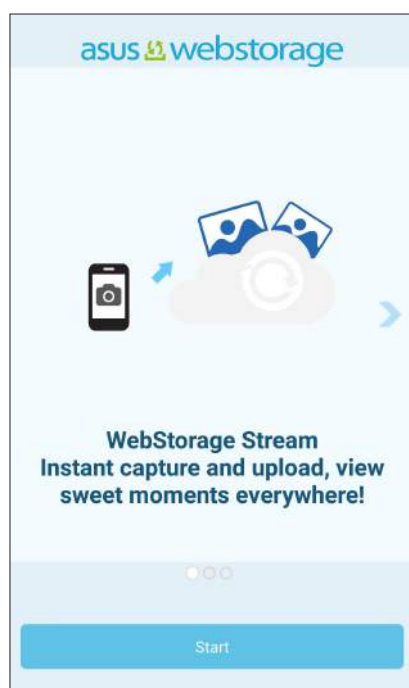 asus webstorage
WebStorage Stream
Instant capture and upload, view
sweet moments everywhere!
Start